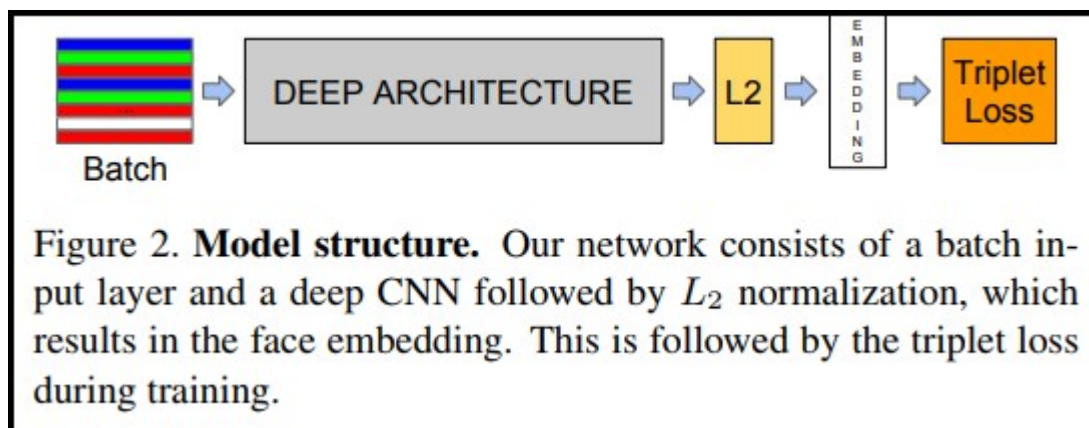 ...
DEEP ARCHITECTURE
L2
EMBEDDING
Triplet
Loss
Batch
Figure 2. Model structure. Our network consists of a batch in-
put layer and a deep CNN followed by L2 normalization, which
results in the face embedding. This is followed by the triplet loss
during training.